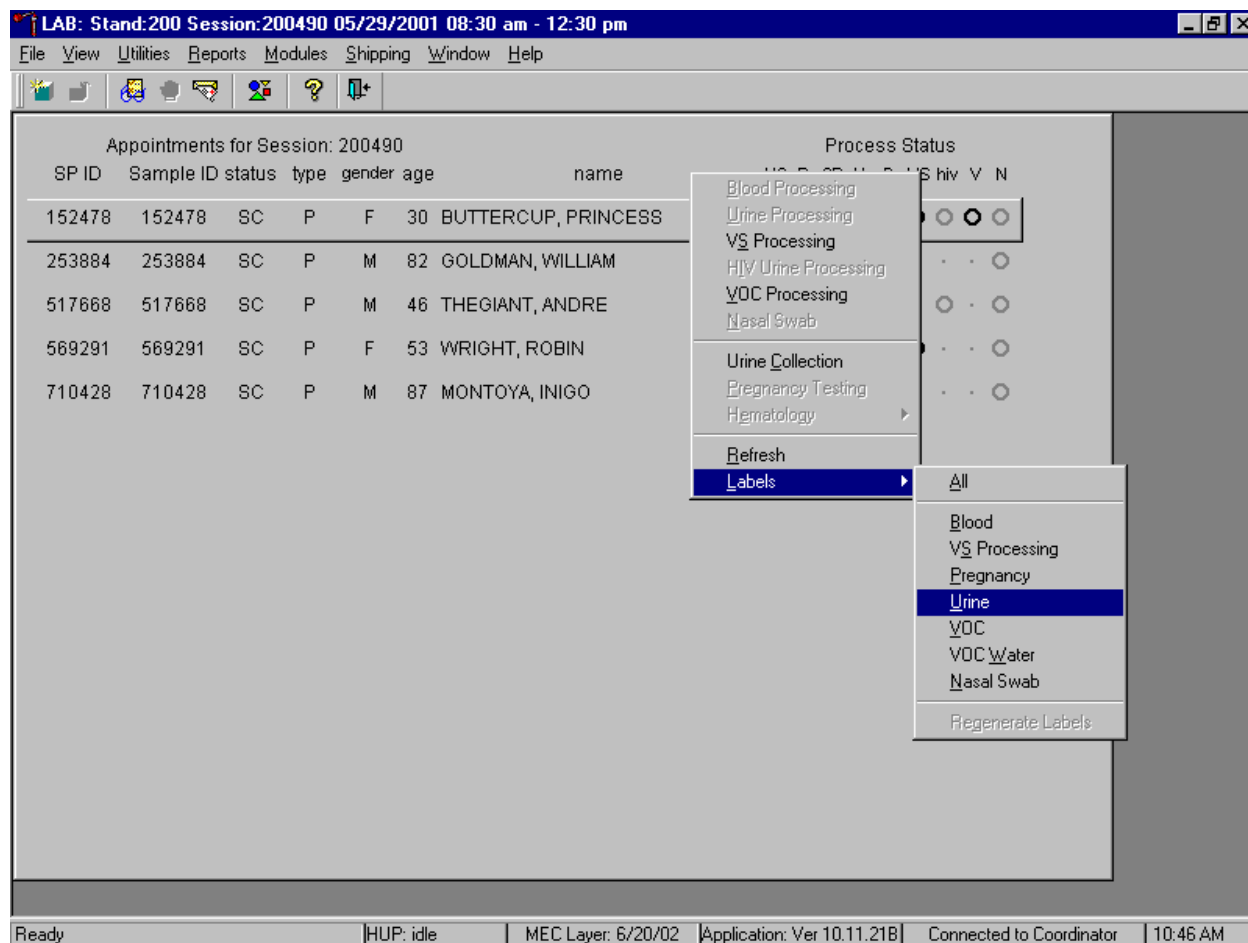 LAB: Stand:200 Session:200490 05/29/2001 08:30 am - 12:30 pm
File View Utilities Reports Modules Shipping Window Help
Appointments for Session: 200490 Process Status
SP ID Sample ID status type gender age name hiv V N
152478 152478 SC P F 30 BUTTERCUP, PRINCESS
253884 253884 SC P M 82 GOLDMAN, WILLIAM
517668 517668 SC P M 46 THEGIANT, ANDRE
569291 569291 SC P F 53 WRIGHT, ROBIN
710428 710428 SC P M 87 MONTOYA, INIGO
Blood Processing
Urine Processing
VS Processing
HIV Urine Processing
VOC Processing
Nasal Swab
Urine Collection
Pregnancy Testing
Hematology
Refresh
Labels
All
Blood
VS Processing
Pregnancy
Urine
VOC
VOC Water
Nasal Swab
Regenerate Labels
Ready HUP: idle MEC Layer: 6/20/02 Application: Ver 10.11.21B Connected to Coordinator 10:46 AM